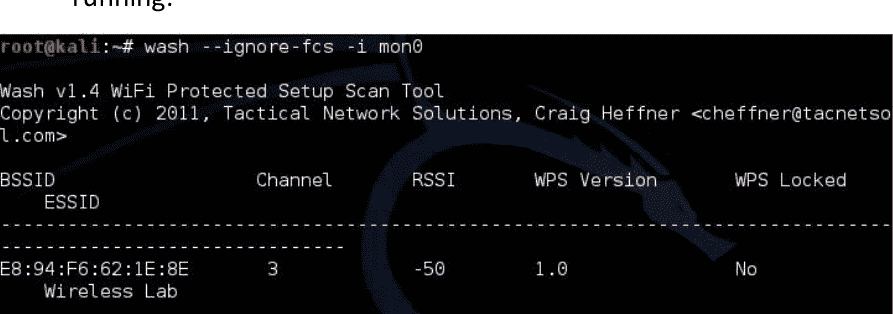 running.
root@kali:~# wash --ignore-fcs -i mon0
Wash v1.4 WiFi Protected Setup Scan Tool
Copyright (c) 2011, Tactical Network Solutions, Craig Heffner <cheffner@tacnetso
l.com>
BSSID Channel RSSI WPS Version WPS Locked
ESSID
--------------------------------------------------------------------------------
-------------------------------
E8:94:F6:62:1E:8E 3 -50 1.0 No
Wireless Lab